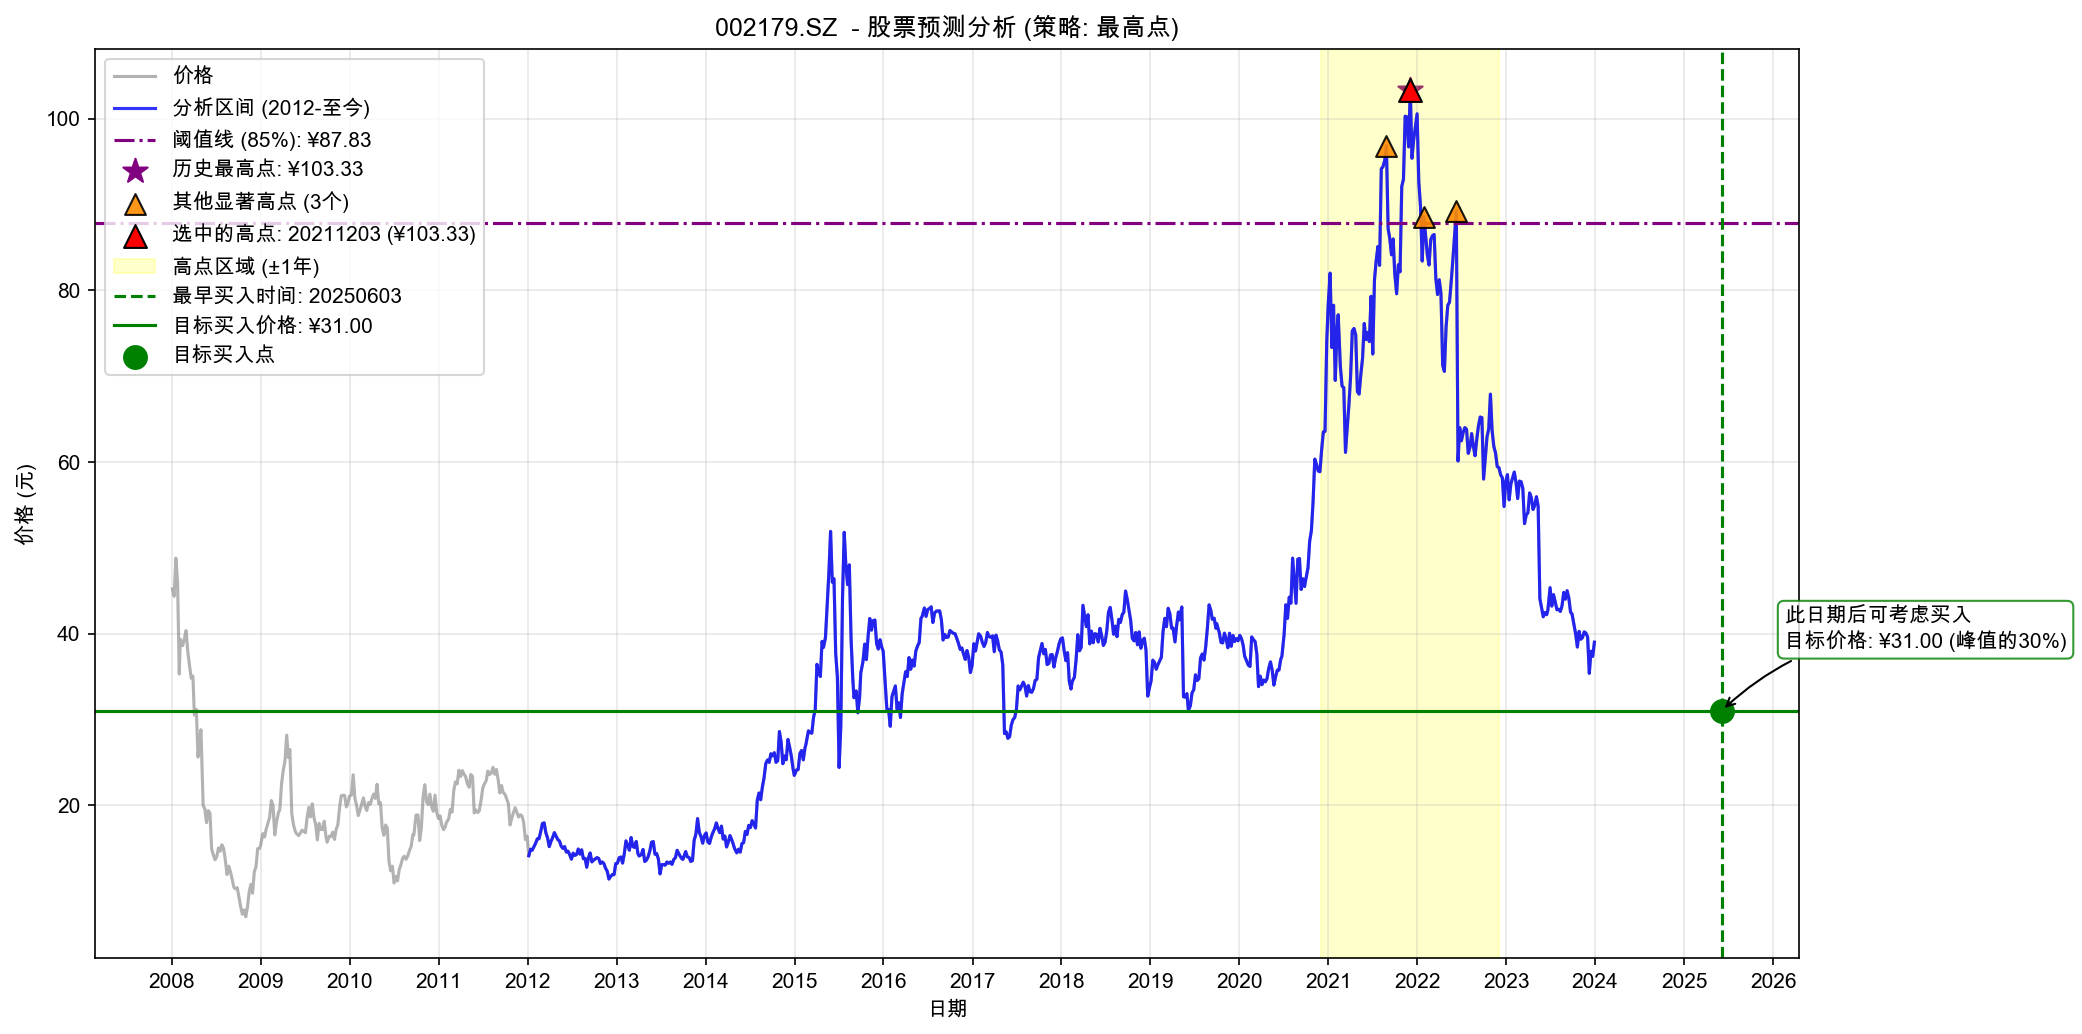 002179.SZ  - 股票预测分析 (策略: 最高点)
价格
分析区间 (2012-至今)
阈值线 (85%): ¥87.83
历史最高点: ¥103.33
其他显著高点 (3个)
选中的高点: 20211203 (¥103.33)
高点区域 (±1年)
最早买入时间: 20250603
目标买入价格: ¥31.00
目标买入点
100
80
60
40
20
价格 (元)
此日期后可考虑买入
目标价格: ¥31.00 (峰值的30%)
2008 2009 2010 2011 2012 2013 2014 2015 2016 2017 2018 2019 2020 2021 2022 2023 2024 2025 2026
日期